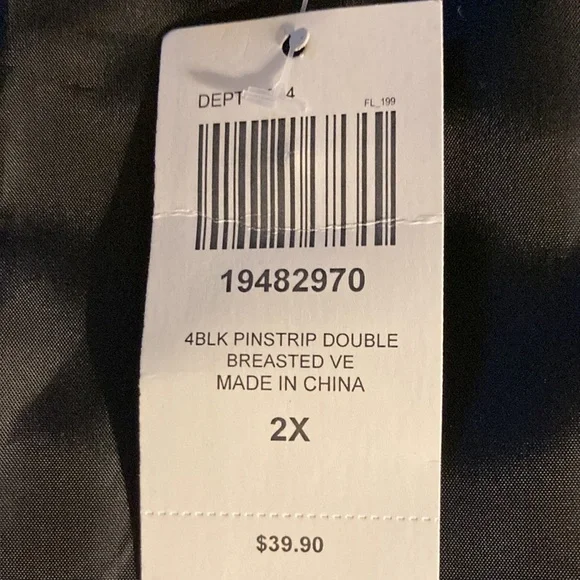 DEPT 4
FL_199
19482970
4BLK PINSTRIP DOUBLE
BREASTED VE
MADE IN CHINA
2X
$39.90